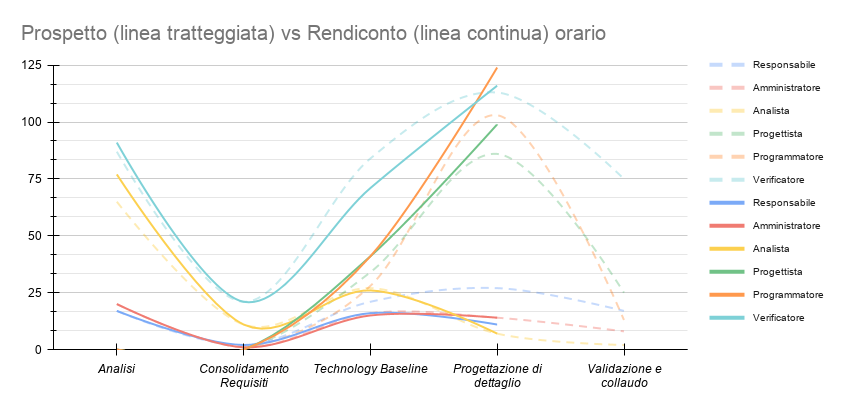 Prospetto (linea tratteggiata) vs Rendiconto (linea continua) orario
125
100
75
50
25
0
Analisi
Consolidamento
Requisiti
Technology Baseline
Progettazione di
dettaglio
Validazione e
collaudo
Responsabile
Amministratore
Analista
Progettista
Programmatore
Verificatore
Responsabile
Amministratore
Analista
Progettista
Programmatore
Verificatore